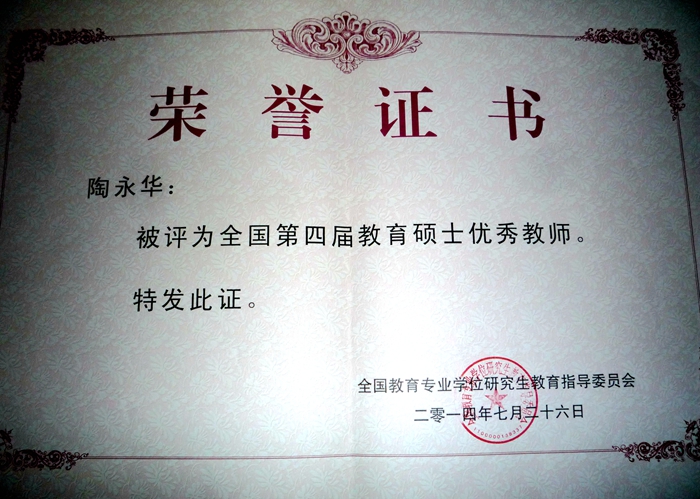 荣誉证书
陶永华：
被评为全国第四届教育硕士优秀教师。
特发此证。
全国教育专业学位研究生教育指导委员会
二零一四年七月二十六日